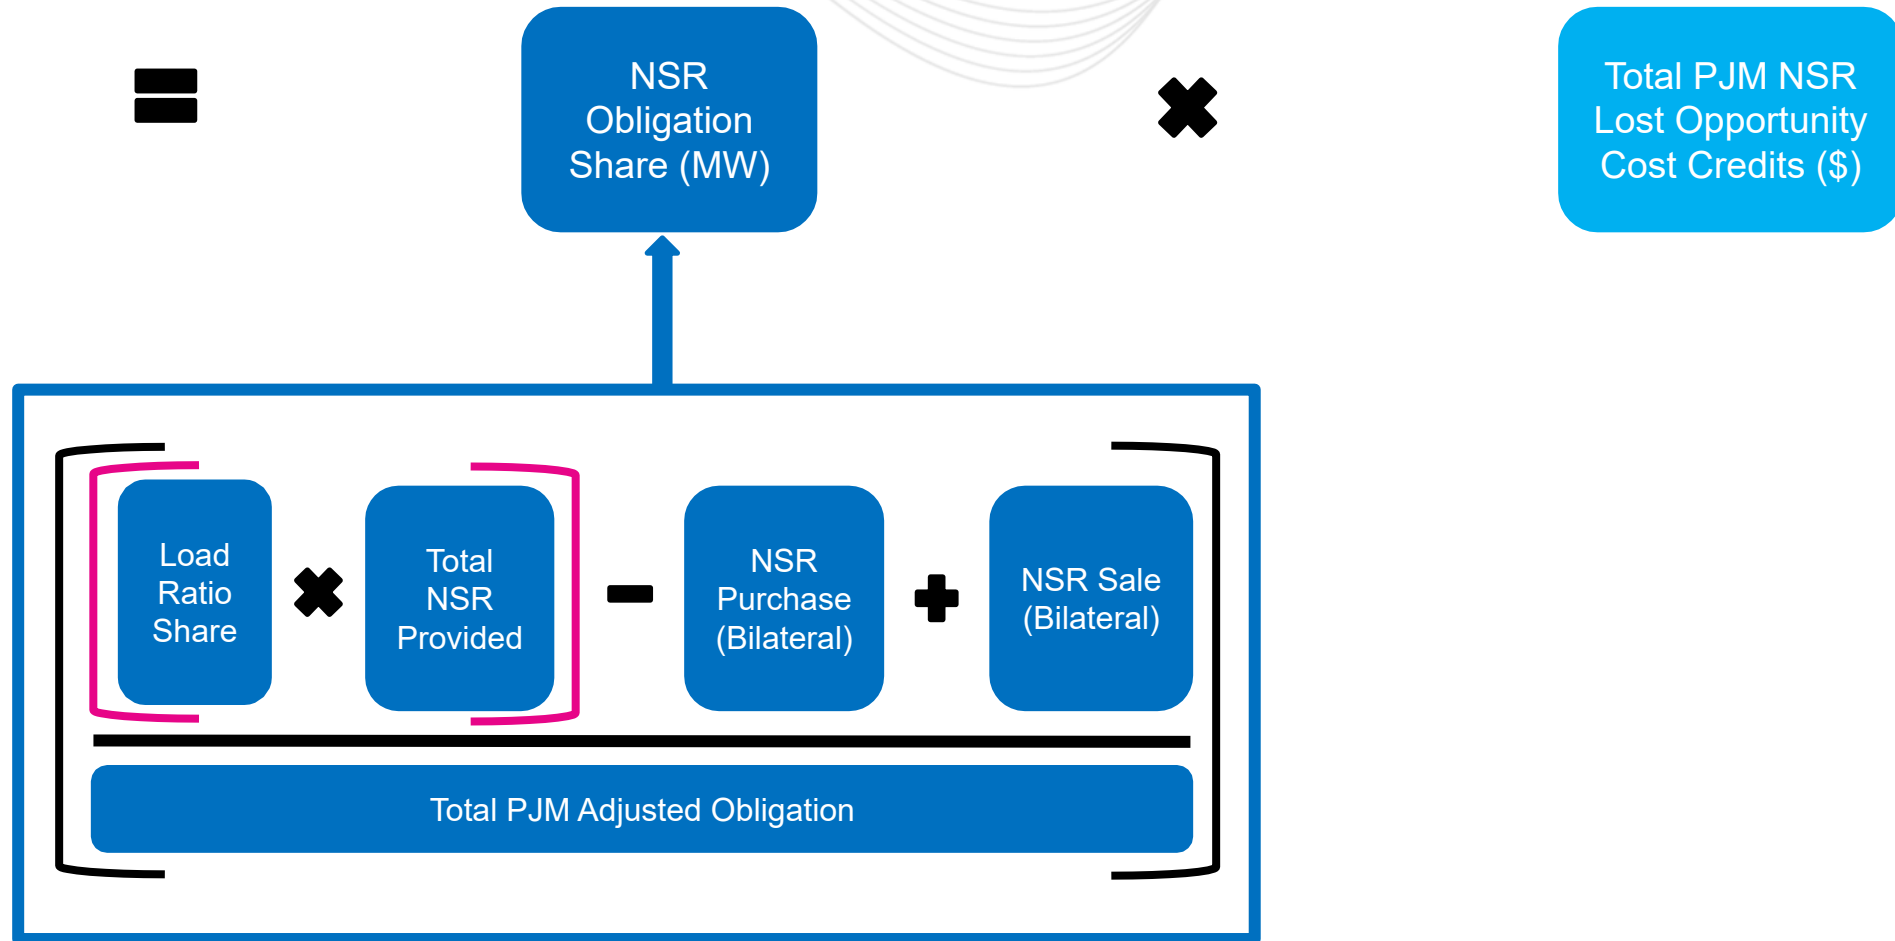 NSR
Obligation
Share (MW)
Total PJM NSR
Lost Opportunity
Cost Credits ($)
Load
Ratio
Share
Total
NSR
Provided
NSR
Purchase
(Bilateral)
NSR Sale
(Bilateral)
Total PJM Adjusted Obligation